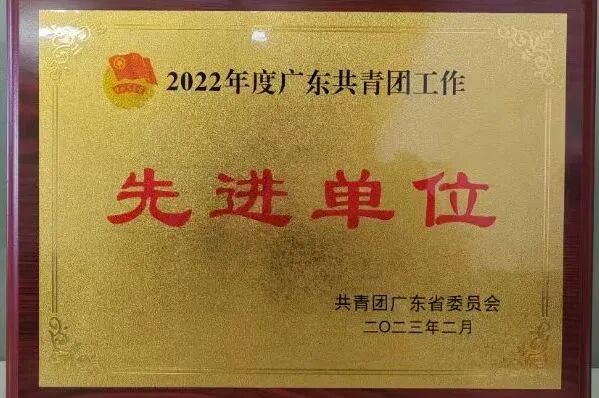 2022年度广东共青团工作
先进单位
共青团广东省委员会
二〇二三年二月